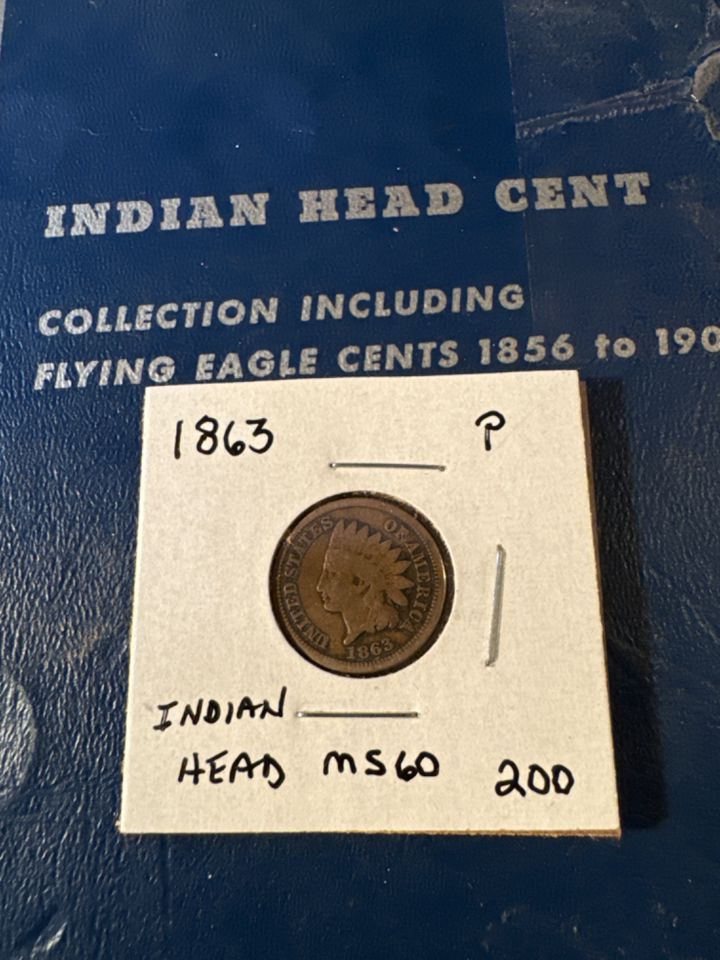 INDIAN HEAD CENT
COLLECTION INCLUDING
FLYING EAGLE CENTS 1856 to 190
1863 P
UNITED STATES OF AMERICA
1863
INDIAN
HEAD MS60 200